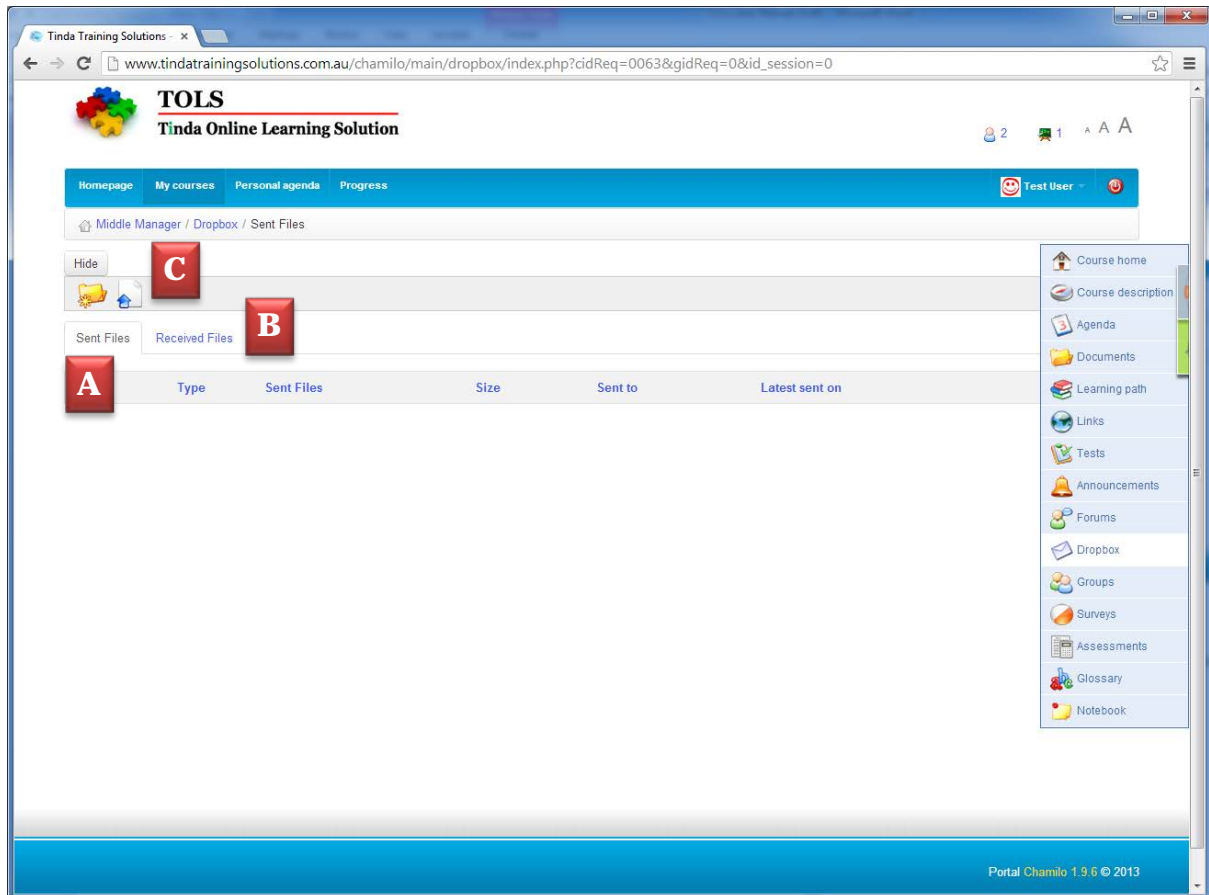 Tinda Training Solutions -
www.tindatrainingsolutions.com.au/chamilo/main/dropbox/index.php?cidReq=0063&gidReq=0&id_session=0
TOLS
Tinda Online Learning Solution
2 1 A A A
Homepage My courses Personal agenda Progress Test User
Middle Manager / Dropbox / Sent Files
Hide
C
Sent Files Received Files
B
A
Type Sent Files Size Sent to Latest sent on
Course home
Course description
3 Agenda
Documents
Learning path
Links
Tests
Announcements
Forums
Dropbox
Groups
Surveys
Assessments
Glossary
Notebook
Portal Chamilo 1.9.6 © 2013